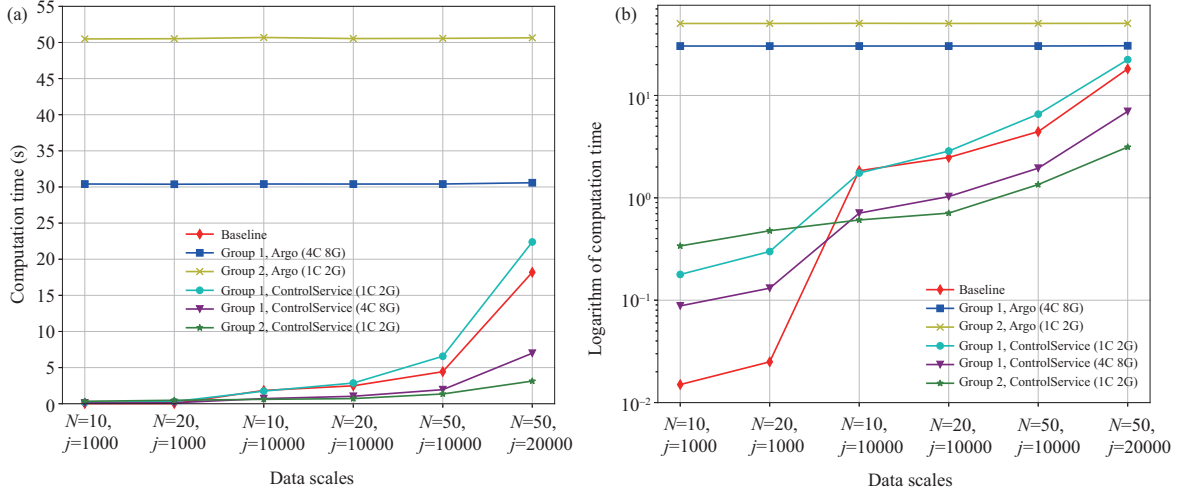 (a)
55
50
45
40
35
30
25
20
15
10
5
0
Computation time (s)
Baseline
Group 1, Argo (4C 8G)
Group 2, Argo (1C 2G)
Group 1, ControlService (1C 2G)
Group 1, ControlService (4C 8G)
Group 2, ControlService (1C 2G)
N=10, N=20, N=10, N=20, N=50, N=50,
j=1000 j=1000 j=10000 j=10000 j=10000 j=20000
Data scales
(b)
10¹
10⁰
10⁻¹
10⁻²
Logarithm of computation time
Baseline
Group 1, Argo (4C 8G)
Group 2, Argo (1C 2G)
Group 1, ControlService (1C 2G)
Group 1, ControlService (4C 8G)
Group 2, ControlService (1C 2G)
N=10, N=20, N=10, N=20, N=50, N=50,
j=1000 j=1000 j=10000 j=10000 j=10000 j=20000
Data scales